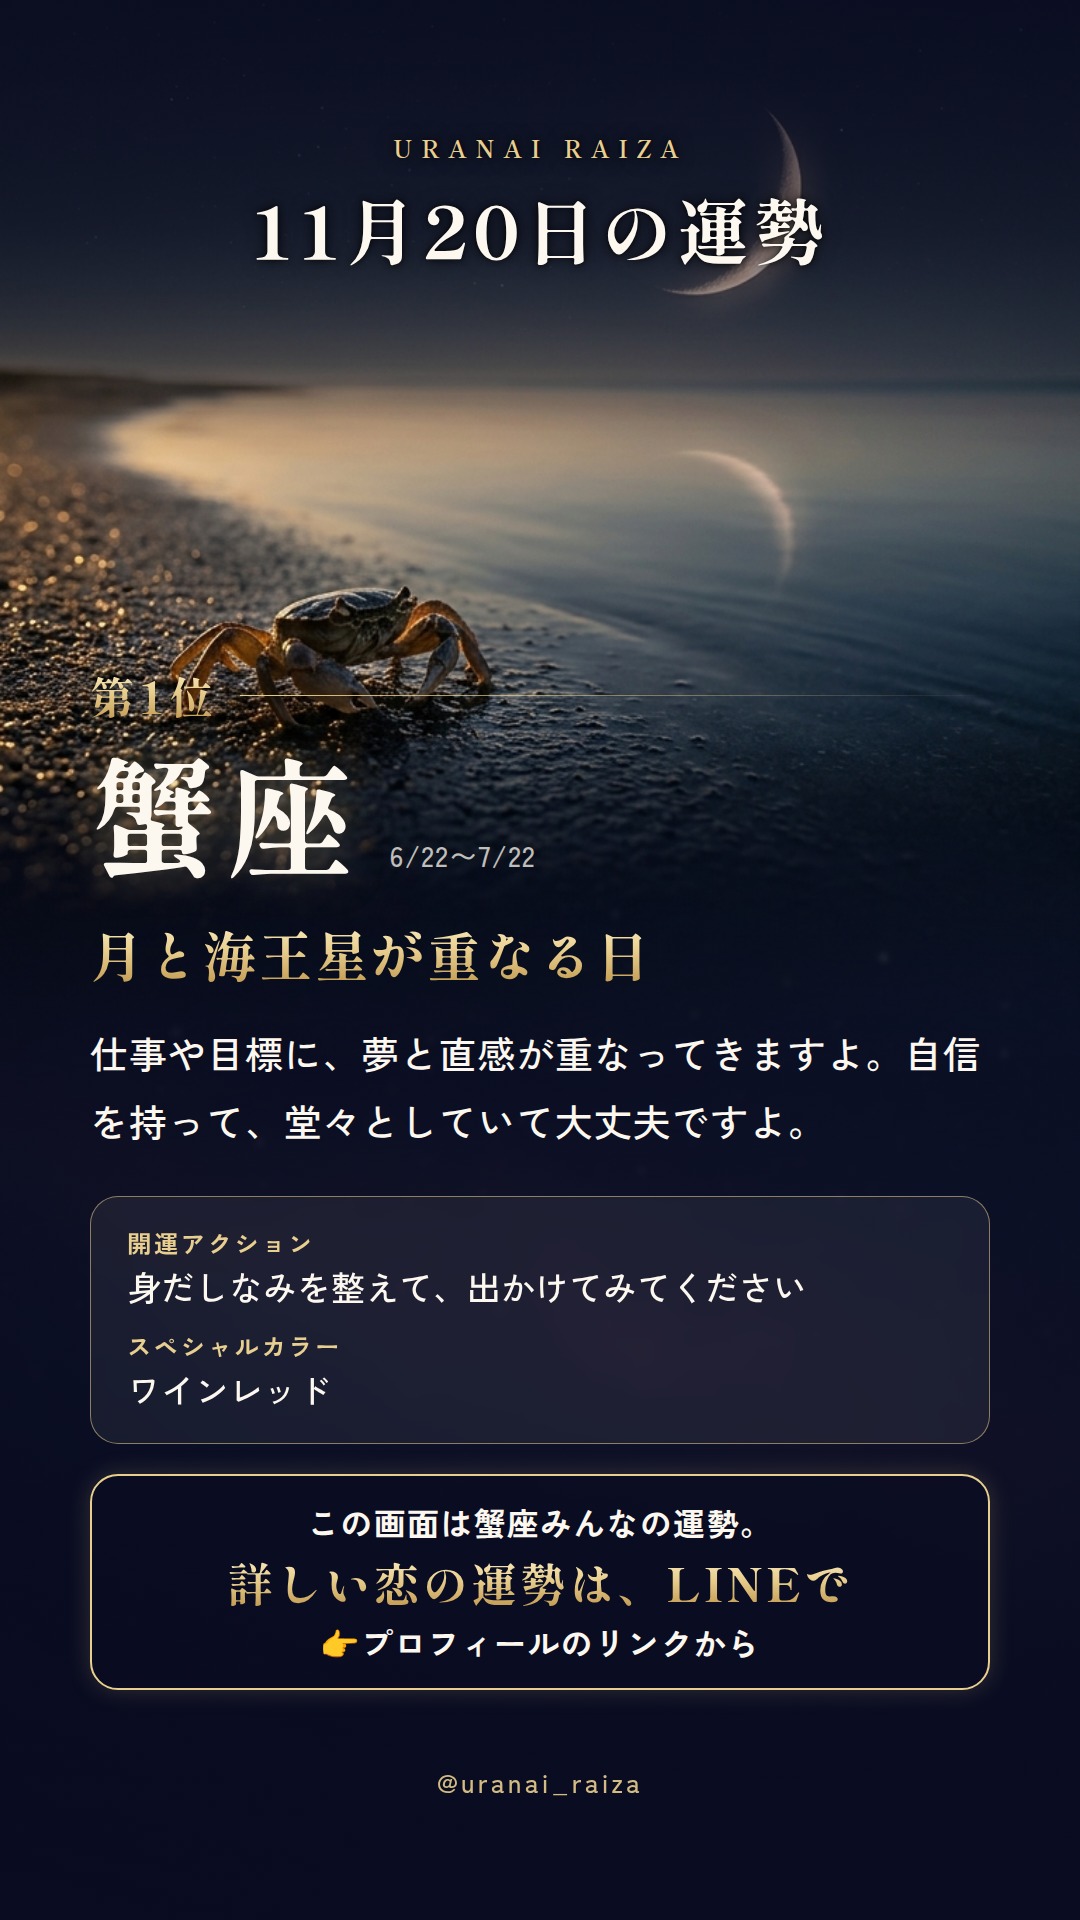 URANAI RAIZA
11月20日の運勢
第1位
蟹座 6/22〜7/22
月と海王星が重なる日
仕事や目標に、夢と直感が重なってきますよ。自信
を持って、堂々としていて大丈夫ですよ。
開運アクション
身だしなみを整えて、出かけてみてください
スペシャルカラー
ワインレッド
この画面は蟹座みんなの運勢。
詳しい恋の運勢は、LINEで
👉プロフィールのリンクから
@uranai_raiza